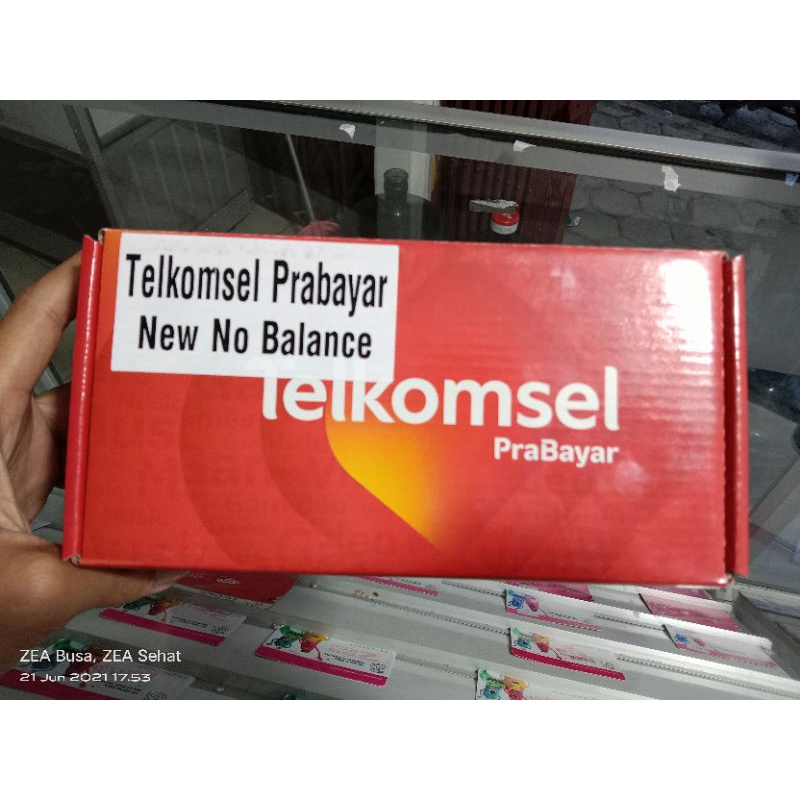 Telkomsel Prabayar
New No Balance
Telkomsel
PraBayar
ZEA Busa, ZEA Sehat
21 Jun 2021 17.53